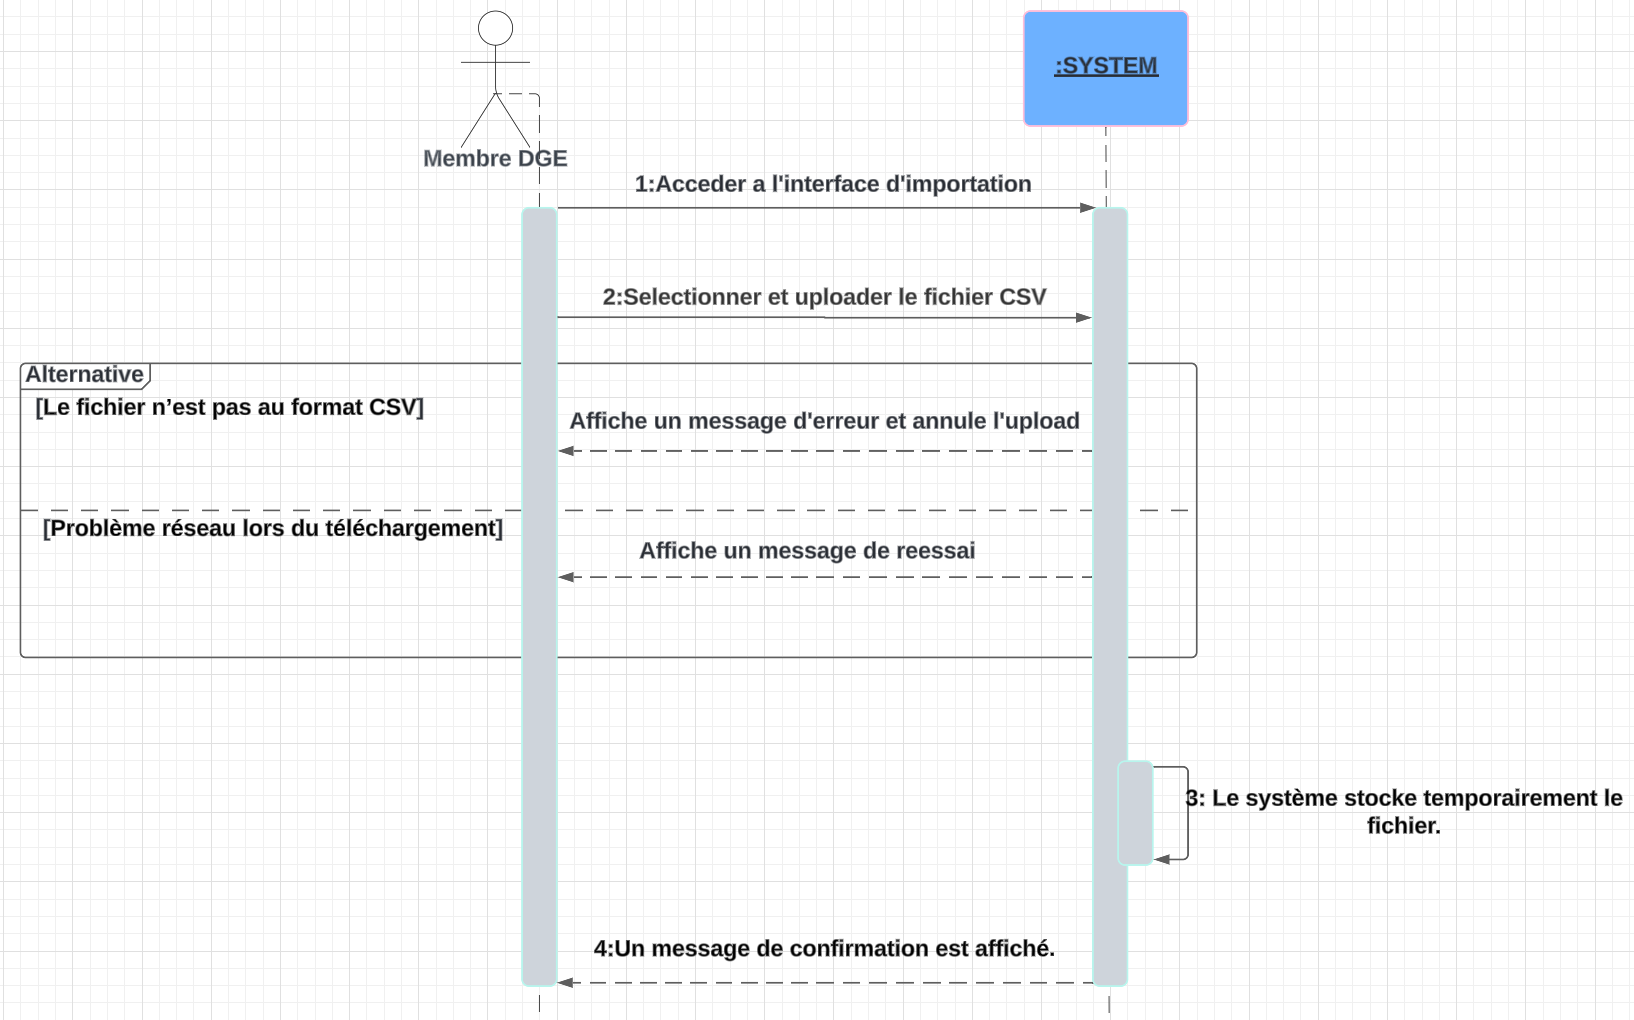 :SYSTEM
Membre DGE
1:Acceder a l'interface d'importation
2:Selectionner et uploader le fichier CSV
Alternative
[Le fichier n’est pas au format CSV]
Affiche un message d'erreur et annule l'upload
[Problème réseau lors du téléchargement]
Affiche un message de reessai
3: Le système stocke temporairement le
fichier.
4:Un message de confirmation est affiché.